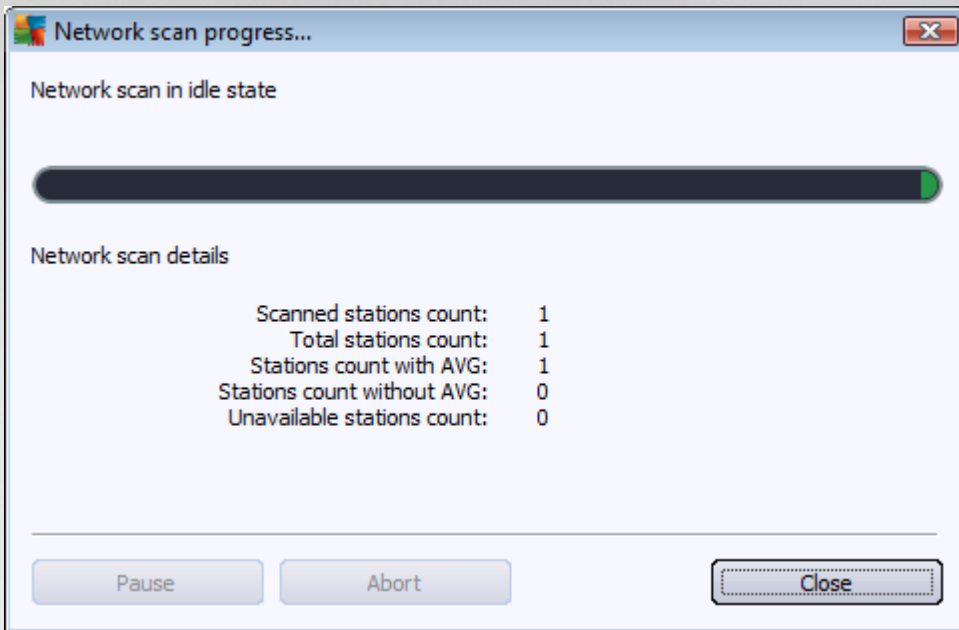 Network scan progress...
Network scan in idle state
Network scan details
Scanned stations count: 1
Total stations count: 1
Stations count with AVG: 1
Stations count without AVG: 0
Unavailable stations count: 0
Pause Abort Close